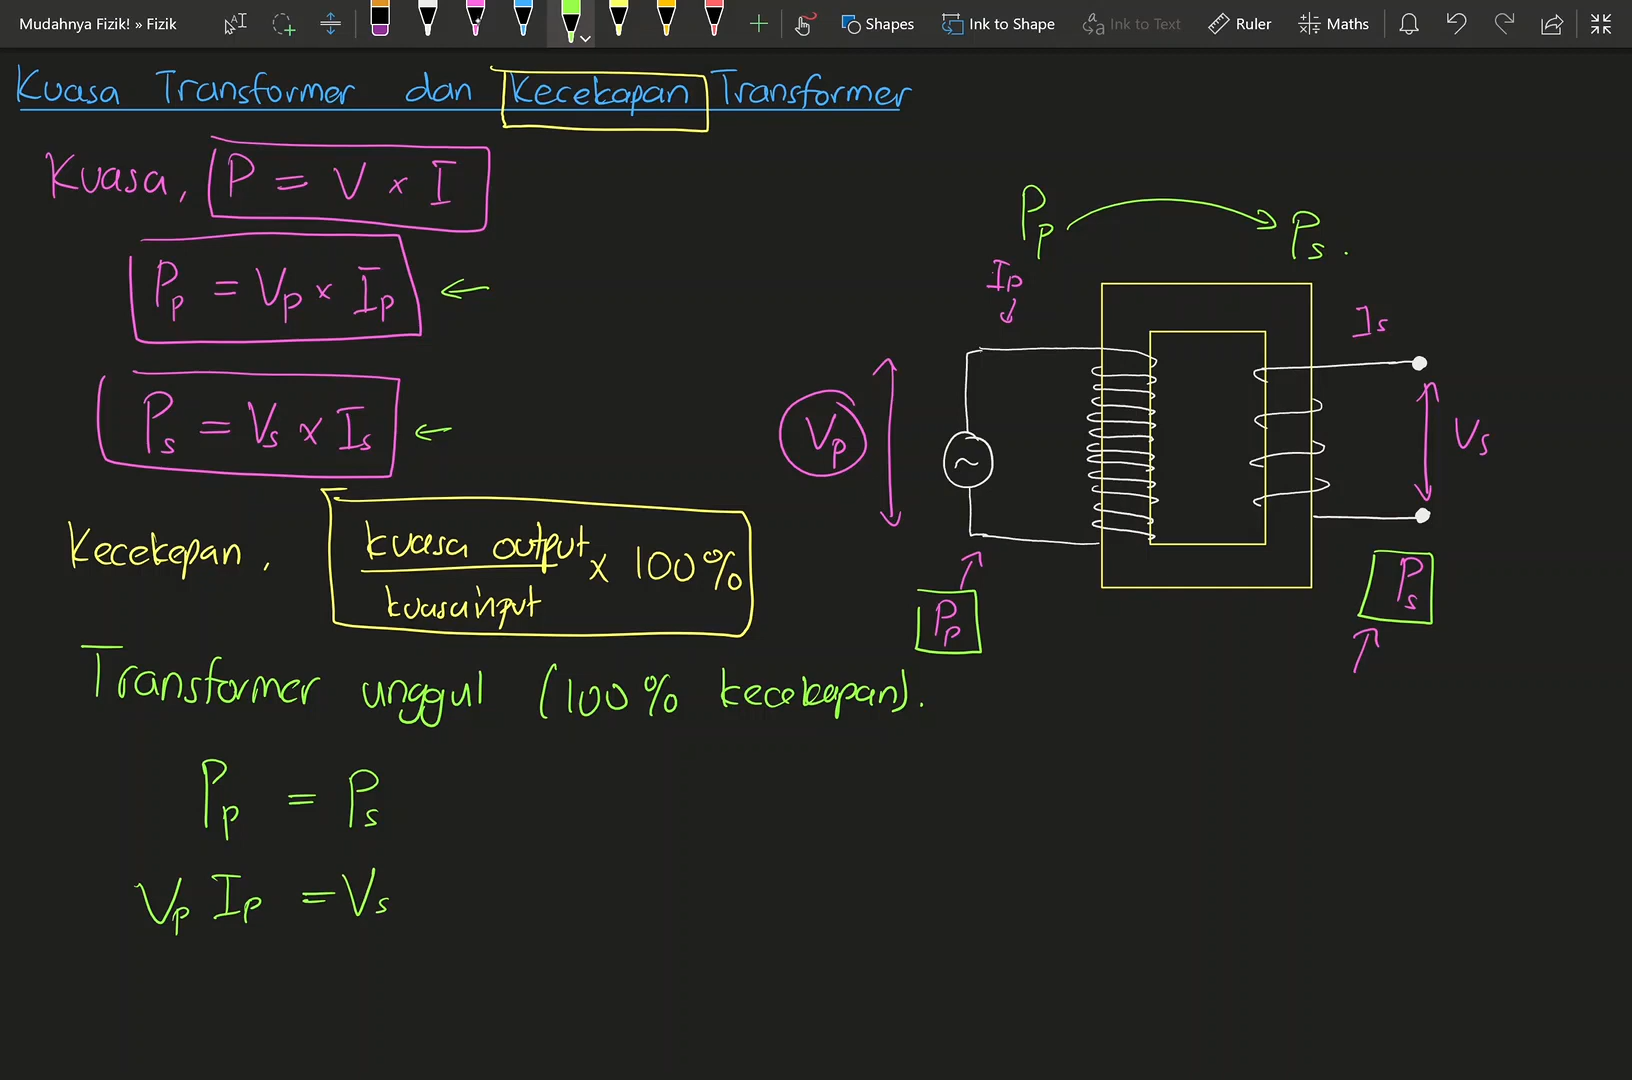 Mudahnya Fizik! » Fizik
Shapes
Ink to Shape
Ink to Text
Ruler
Maths
Kuasa Transformer dan Kecekapan Transformer
Kuasa, P = V × I
Pp = Vp × Ip
Ps = Vs × Is
Kecekepan, kuasa output / kuasa input × 100%
Transformer unggul (100% kecekapan).
Pp = Ps
Vp Ip = Vs
Pp Ps.
Ip
Is
Vp
~
Vs
Pp
Ps